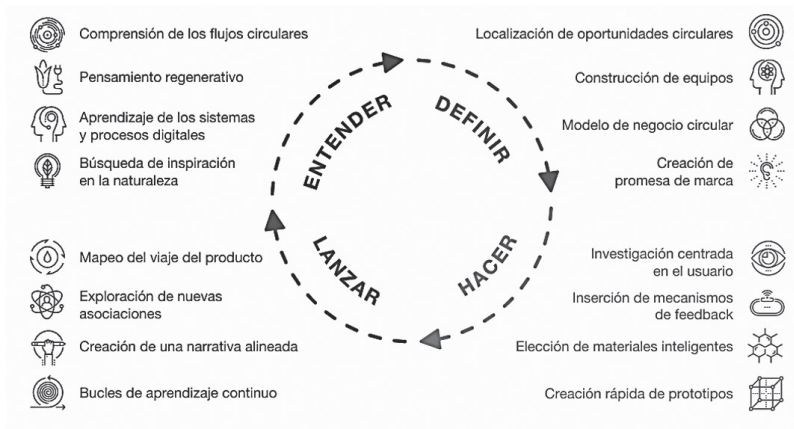 Comprensión de los flujos circulares
Pensamiento regenerativo
Aprendizaje de los sistemas
y procesos digitales
Búsqueda de inspiración
en la naturaleza
ENTENDER
DEFINIR
Localización de oportunidades circulares
Construcción de equipos
Modelo de negocio circular
Creación de
promesa de marca
Mapeo del viaje del producto
Exploración de nuevas
asociaciones
Creación de una narrativa alineada
Bucles de aprendizaje continuo
LANZAR
HACER
Investigación centrada
en el usuario
Inserción de mecanismos
de feedback
Elección de materiales inteligentes
Creación rápida de prototipos